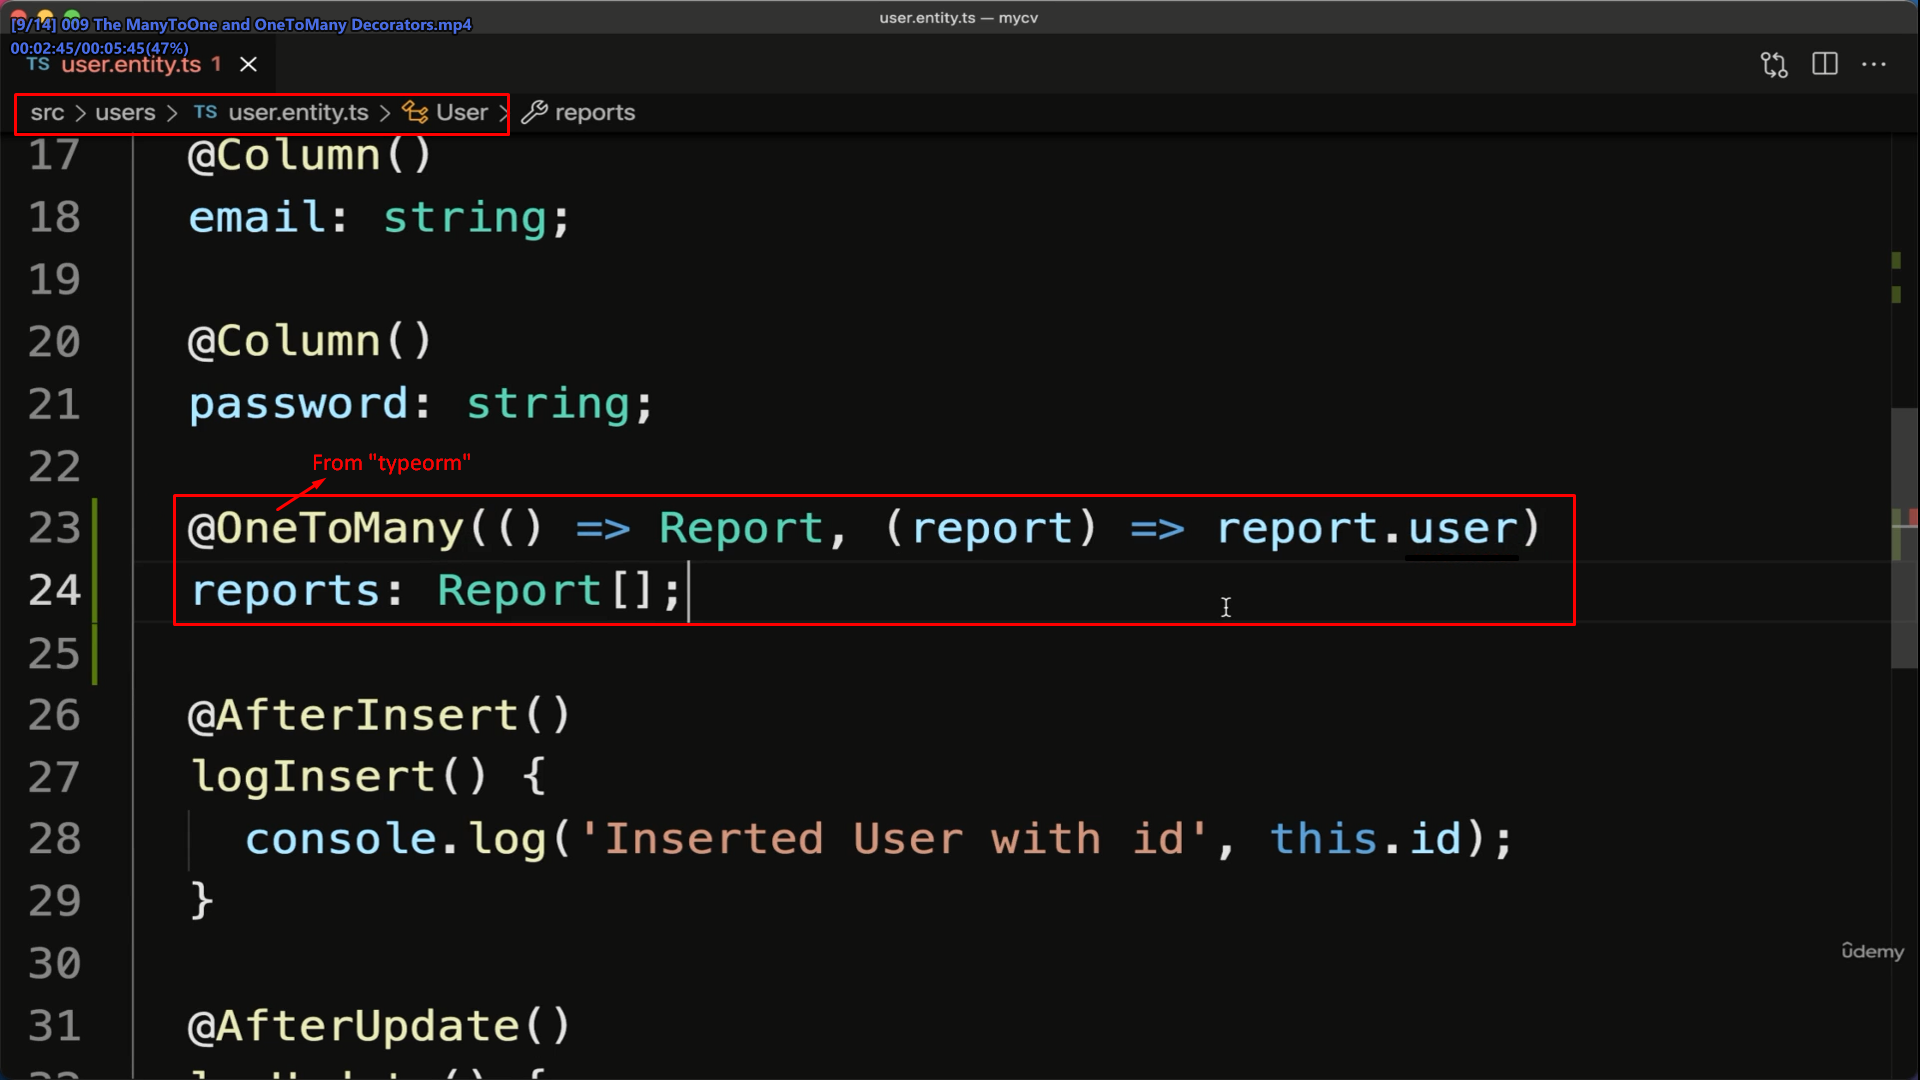 user.entity.ts — mycv
[9/14] 009 The ManyToOne and OneToMany Decorators.mp4
00:02:45/00:05:45(47%)
TS user.entity.ts 1
src > users > TS user.entity.ts > User > reports
17 @Column()
18 email: string;
19
20 @Column()
21 password: string;
22
From "typeorm"
23 @OneToMany(() => Report, (report) => report.user)
24 reports: Report[];
25
26 @AfterInsert()
27 logInsert() {
28 console.log('Inserted User with id', this.id);
29 }
30
31 @AfterUpdate()
ûdemy